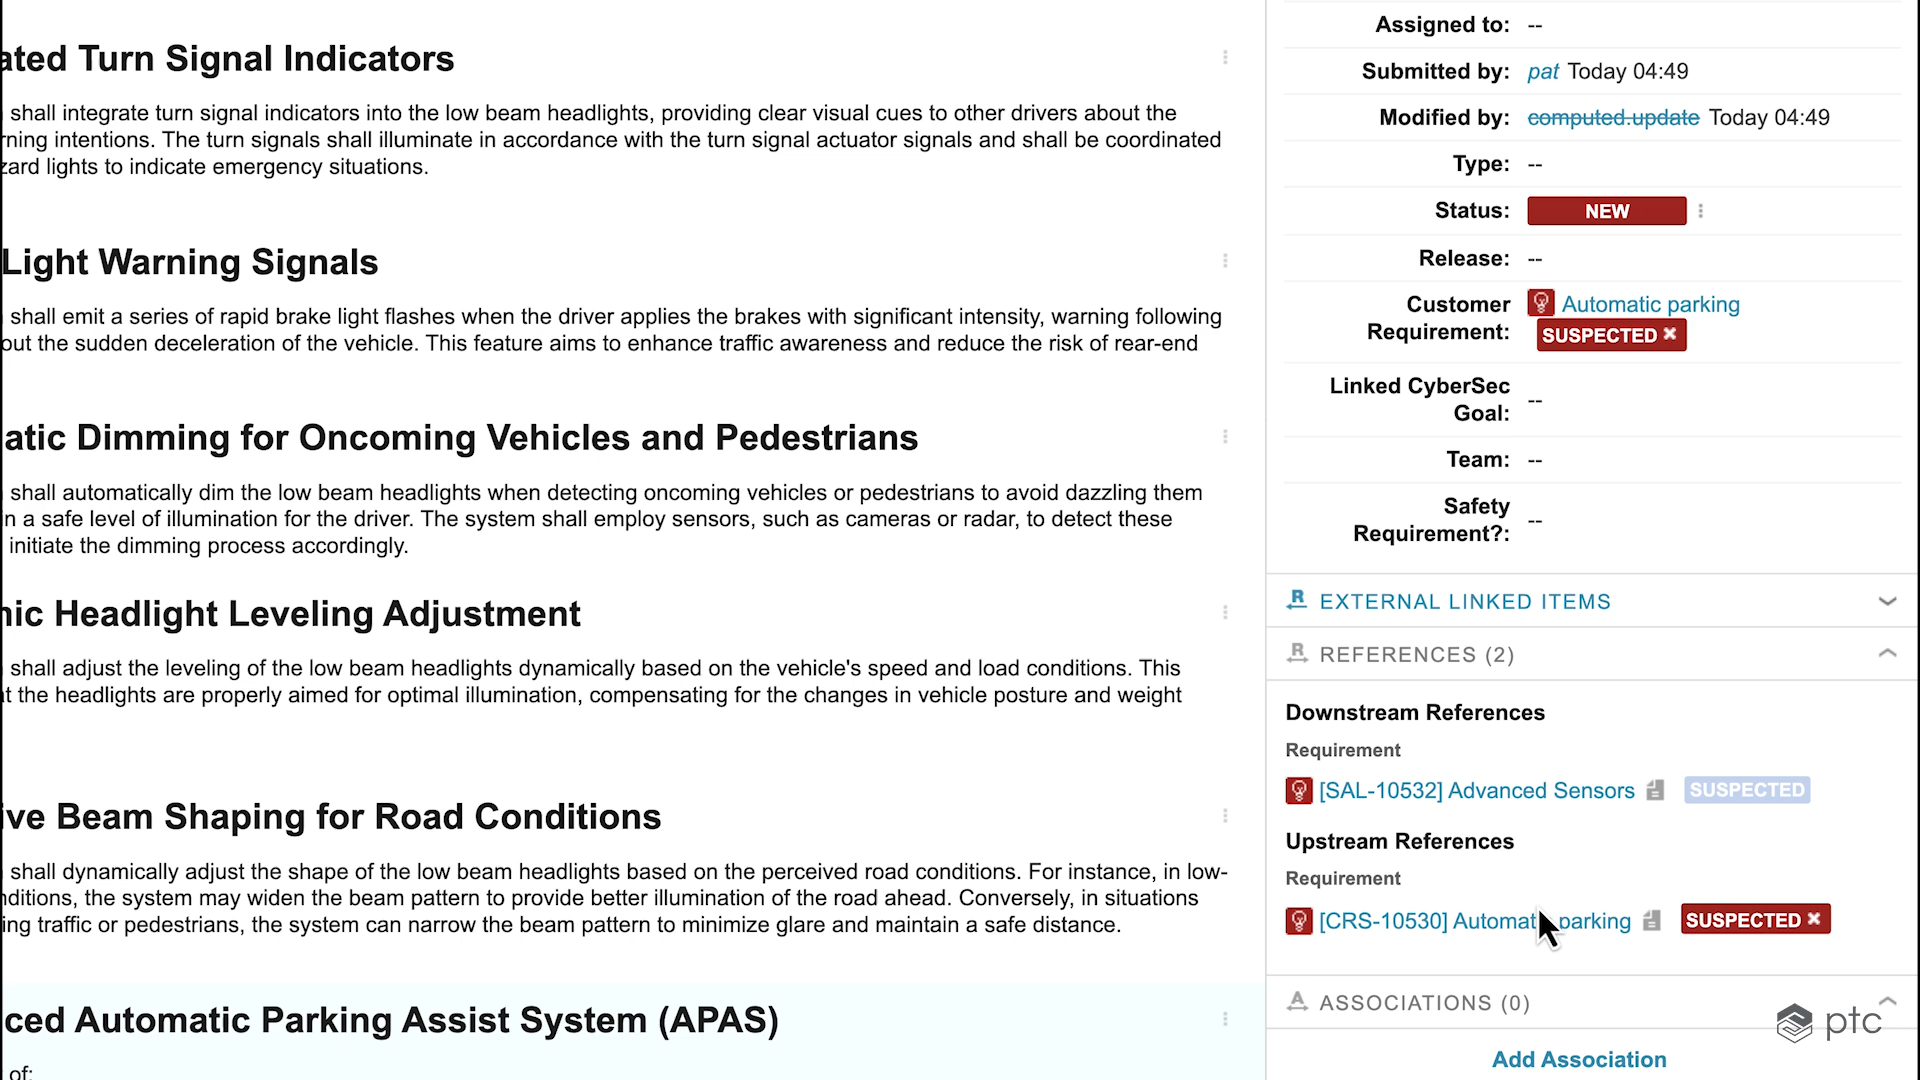 ated Turn Signal Indicators
shall integrate turn signal indicators into the low beam headlights, providing clear visual cues to other drivers about the
rning intentions. The turn signals shall illuminate in accordance with the turn signal actuator signals and shall be coordinated
zard lights to indicate emergency situations.
Light Warning Signals
shall emit a series of rapid brake light flashes when the driver applies the brakes with significant intensity, warning following
out the sudden deceleration of the vehicle. This feature aims to enhance traffic awareness and reduce the risk of rear-end
atic Dimming for Oncoming Vehicles and Pedestrians
shall automatically dim the low beam headlights when detecting oncoming vehicles or pedestrians to avoid dazzling them
n a safe level of illumination for the driver. The system shall employ sensors, such as cameras or radar, to detect these
initiate the dimming process accordingly.
nic Headlight Leveling Adjustment
shall adjust the leveling of the low beam headlights dynamically based on the vehicle's speed and load conditions. This
t the headlights are properly aimed for optimal illumination, compensating for the changes in vehicle posture and weight
ive Beam Shaping for Road Conditions
shall dynamically adjust the shape of the low beam headlights based on the perceived road conditions. For instance, in low-
nditions, the system may widen the beam pattern to provide better illumination of the road ahead. Conversely, in situations
ing traffic or pedestrians, the system can narrow the beam pattern to minimize glare and maintain a safe distance.
ced Automatic Parking Assist System (APAS)
of:
Assigned to: --
Submitted by: pat Today 04:49
Modified by: computed.update Today 04:49
Type: --
Status: NEW
Release: --
Customer Requirement: Automatic parking
SUSPECTED
Linked CyberSec Goal: --
Team: --
Safety Requirement?: --
EXTERNAL LINKED ITEMS
REFERENCES (2)
Downstream References
Requirement
[SAL-10532] Advanced Sensors SUSPECTED
Upstream References
Requirement
[CRS-10530] Automat parking SUSPECTED
ASSOCIATIONS (0)
ptc
Add Association